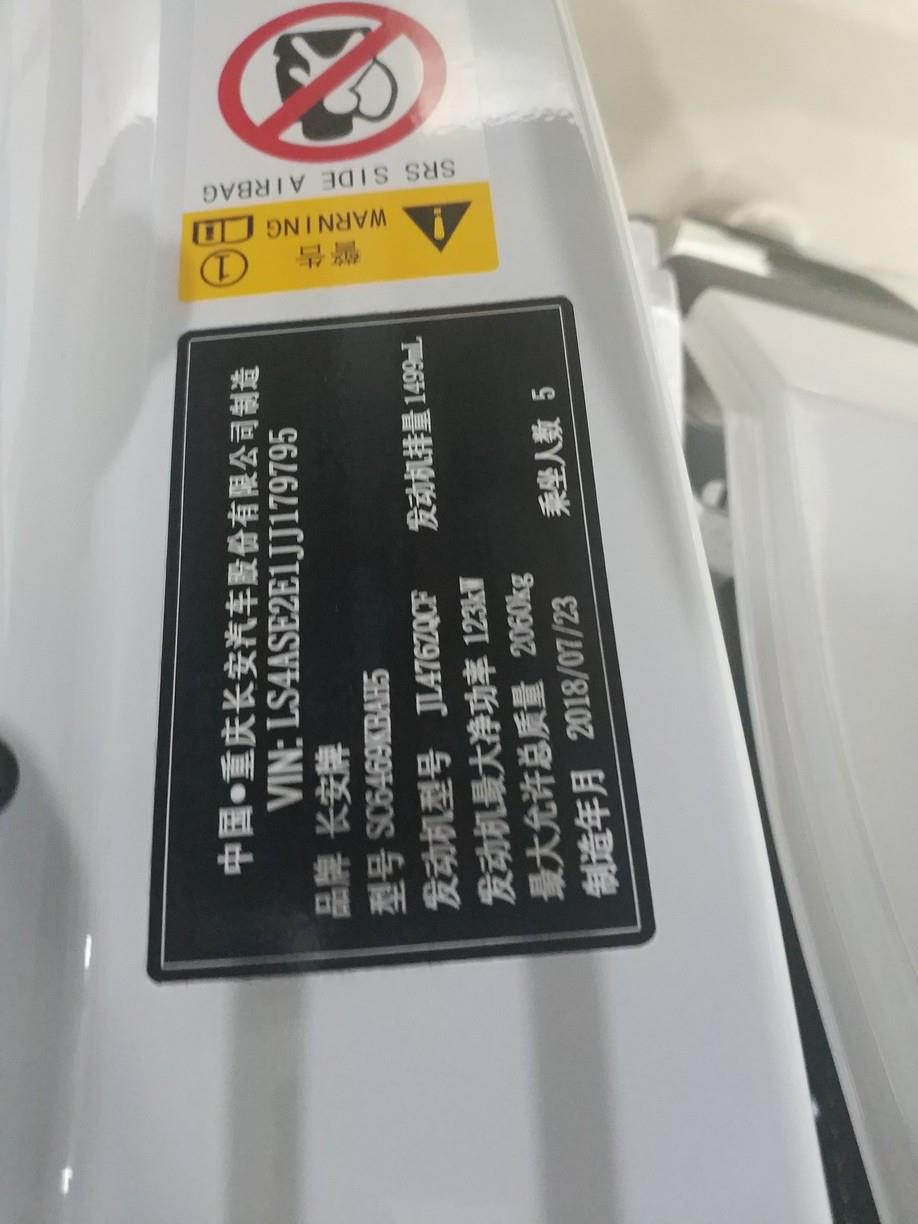 SRS SIDE AIRBAG
WARNING
警告
1
中国●重庆长安汽车股份有限公司制造
VIN: LS4ASE2E1JJ179795
品牌 长安牌
型号 SC6469KBAH5
发动机型号 JL476ZQCF 发动机排量 1499mL
发动机最大净功率 123kW
最大允许总质量 2060kg
制造年月 2018/07/23 乘坐人数 5